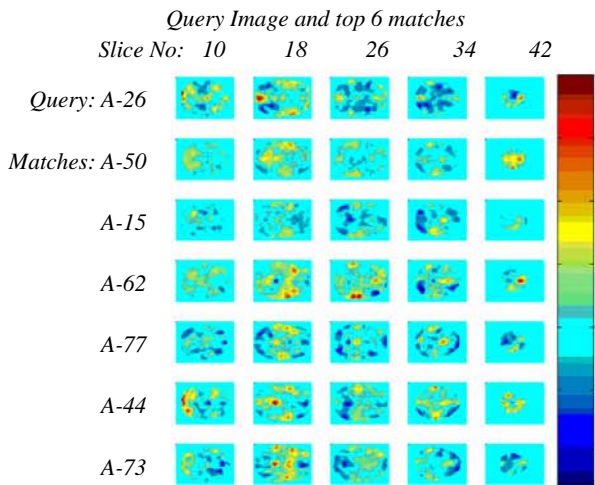 Query Image and top 6 matches
Slice No: 10 18 26 34 42
Query: A-26
Matches: A-50
A-15
A-62
A-77
A-44
A-73